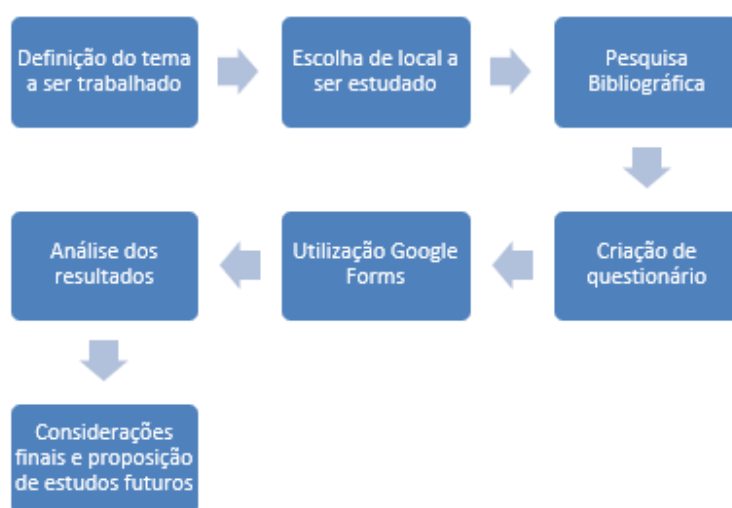 Definição do tema
a ser trabalhado
Escolha de local a
ser estudado
Pesquisa
Bibliográfica
Criação de
questionário
Utilização Google
Forms
Análise dos
resultados
Considerações
finais e proposição
de estudos futuros